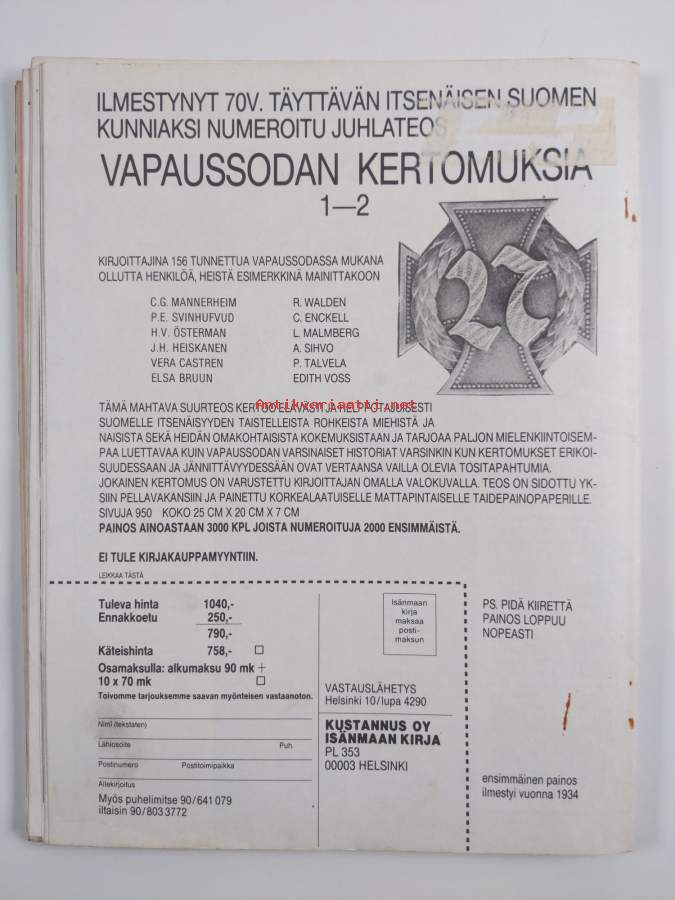 ILMESTYNYT 70V. TÄYTTÄVÄN ITSENÄISEN SUOMEN
KUNNIAKSI NUMEROITU JUHLATEOS
VAPAUSSODAN KERTOMUKSIA
1—2
27
KIRJOITTAJINA 156 TUNNETTUA VAPAUSSODASSA MUKANA
OLLUTTA HENKILÖÄ, HEISTÄ ESIMERKKINÄ MAINITTAKOON
C.G. MANNERHEIM
P.E. SVINHUFVUD
H.V. ÖSTERMAN
J.H. HEISKANEN
VERA CASTREN
ELSA BRUUN
R. WALDEN
C. ENCKELL
L. MALMBERG
A. SIHVO
P. TALVELA
EDITH VOSS
Antikvariaatti.net
TÄMÄ MAHTAVA SUURTEOS KERTOO ELÄVÄSTI JA HELPPOTAJUISESTI
SUOMELLE ITSENÄISYYDEN TAISTELLEISTA ROHKEISTA MIEHISTÄ JA
NAISISTA SEKÄ HEIDÄN OMAKOHTAISISTA KOKEMUKSISTAAN JA TARJOAA PALJON MIELENKIINTOISEM-
PAA LUETTAVAA KUIN VAPAUSSODAN VARSINAISET HISTORIAT VARSINKIN KUN KERTOMUKSET ERIKOI-
SUUDESSAAN JA JÄNNITTÄVYYDESSÄÄN OVAT VERTAANSA VAILLA OLEVIA TOSITAPAHTUMIA.
JOKAINEN KERTOMUS ON VARUSTETTU KIRJOITTAJAN OMALLA VALOKUVALLA. TEOS ON SIDOTTU YK-
SIIN PELLAVAKANSIIN JA PAINETTU KORKEALAATUISELLE MATTAPINTAISELLE TAIDEPAINOPAPERILLE.
SIVUJA 950 KOKO 25 CM X 20 CM X 7 CM
PAINOS AINOASTAAN 3000 KPL JOISTA NUMEROITUJA 2000 ENSIMMÄISTÄ.
EI TULE KIRJAKAUPPAMYYNTIIN.
LEIKKAA TÄSTÄ
Tuleva hinta 1040,-
Ennakkoetu 250,-
790,-
Käteishinta 758,-
Osamaksulla: alkumaksu 90 mk +
10 x 70 mk
Toivomme tarjouksemme saavan myönteisen vastaanoton.
Nimi (tekstaten)
Lähiosoite Puh.
Postinumero Postitoimipaikka
Allekirjoitus
Myös puhelimitse 90/641 079
iltaisin 90/803 3772
Isänmaan
kirja
maksaa
posti-
maksun
VASTAUSLÄHETYS
Helsinki 10/lupa 4290
KUSTANNUS OY
ISÄNMAAN KIRJA
PL 353
00003 HELSINKI
PS. PIDÄ KIIRETTÄ
PAINOS LOPPUU
NOPEASTI
ensimmäinen painos
ilmestyi vuonna 1934